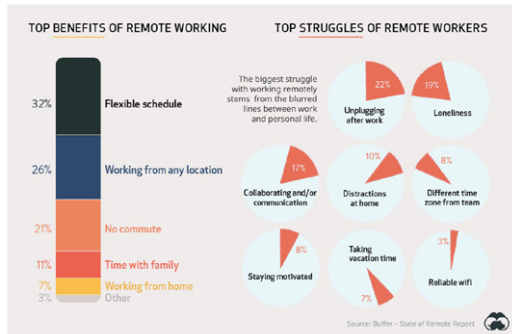 TOP BENEFITS OF REMOTE WORKING
32% Flexible schedule
26% Working from any location
21% No commute
11% Time with family
7% Working from home
3% Other
TOP STRUGGLES OF REMOTE WORKERS
The biggest struggle
with working remotely
stems from the blurred
lines between work
and personal life.
22%
Unplugging
after work
19%
Loneliness
17%
Collaborating and/or
communication
10%
Distractions
at home
8%
Different time
zone from team
8%
Staying motivated
Taking
vacation time
7%
3%
Reliable wifi
Source: Buffer – State of Remote Report